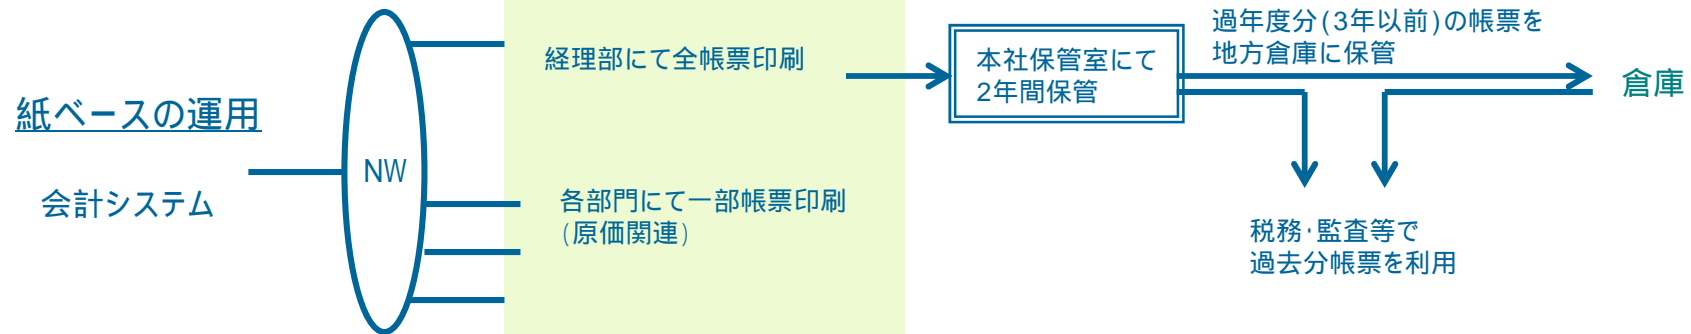 紙ベースの運用
会計システム
NW
経理部にて全帳票印刷
各部門にて一部帳票印刷
(原価関連)
本社保管室にて
2年間保管
過年度分(3年以前)の帳票を
地方倉庫に保管
倉庫
税務・監査等で
過去分帳票を利用